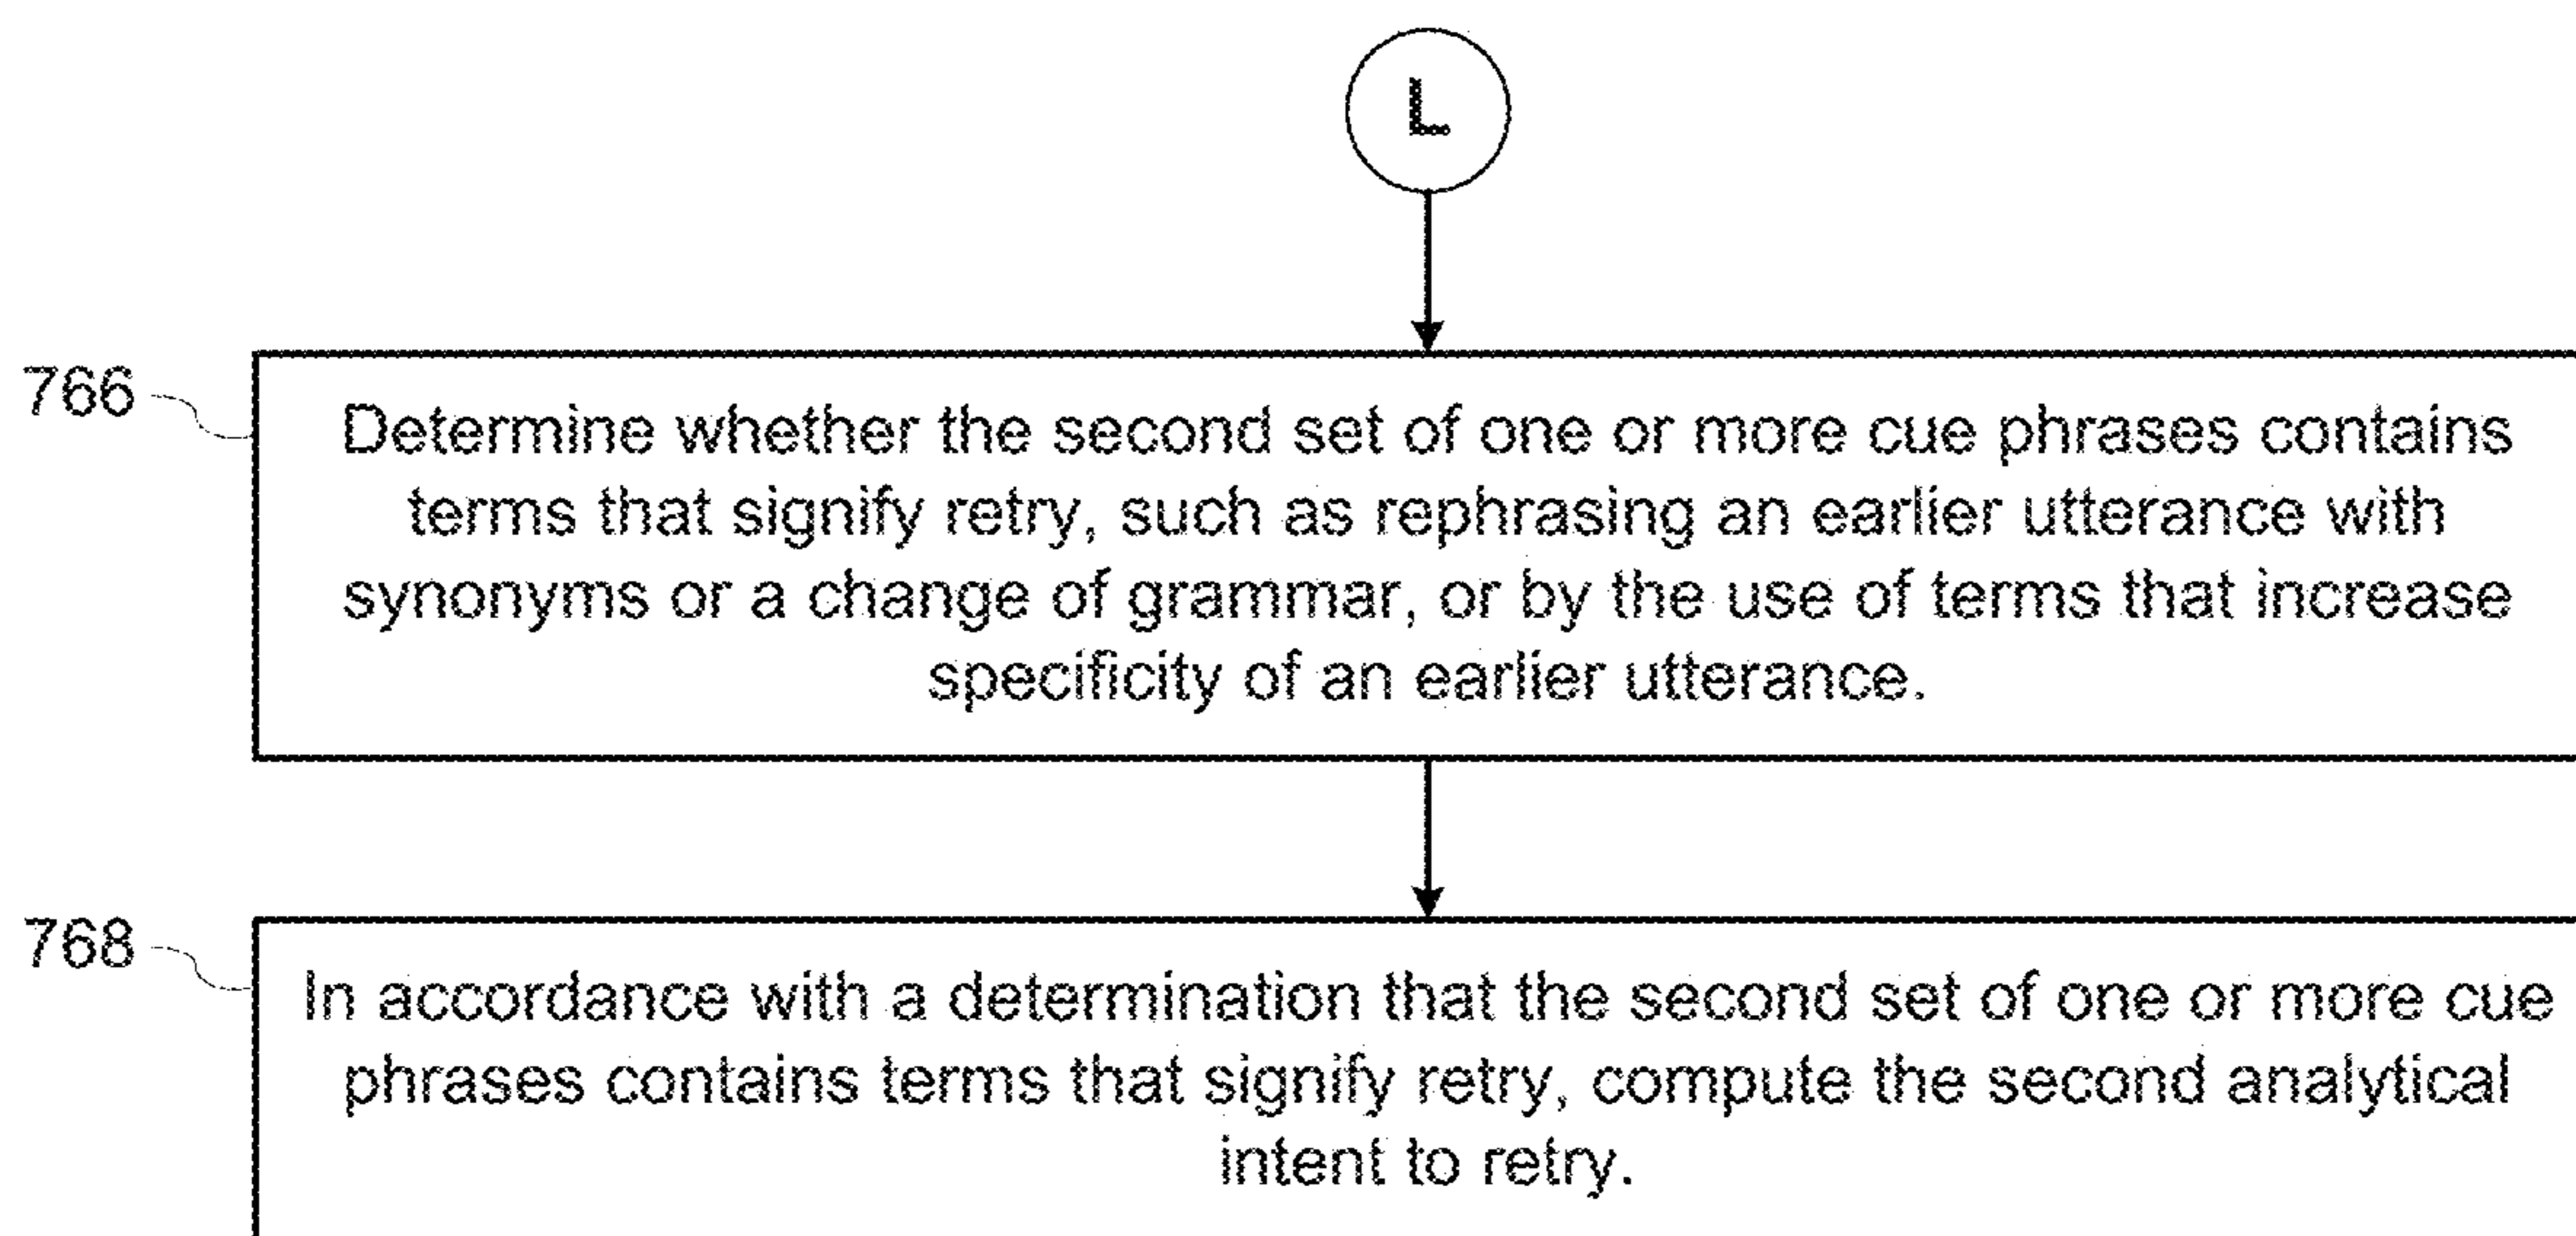 L
766
Determine whether the second set of one or more cue phrases contains
terms that signify retry, such as rephrasing an earlier utterance with
synonyms or a change of grammar, or by the use of terms that increase
specificity of an earlier utterance.
768
In accordance with a determination that the second set of one or more cue
phrases contains terms that signify retry, compute the second analytical
intent to retry.